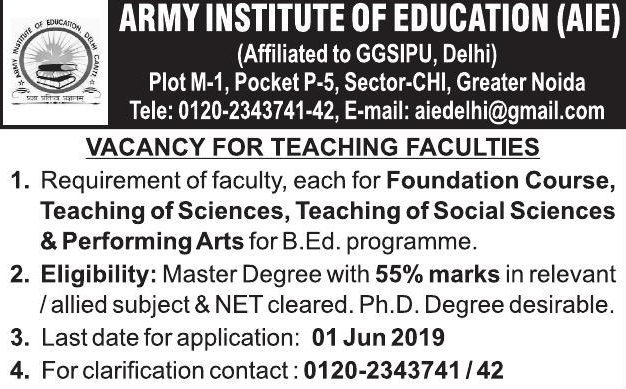 ARMY INSTITUTE OF EDUCATION (AIE)
(Affiliated to GGSIPU, Delhi)
Plot M-1, Pocket P-5, Sector-CHI, Greater Noida
Tele: 0120-2343741-42, E-mail: aiedelhi@gmail.com
ARMY INSTITUTE OF EDUCATION, DELHI CANTT
VACANCY FOR TEACHING FACULTIES
1. Requirement of faculty, each for Foundation Course,
Teaching of Sciences, Teaching of Social Sciences
& Performing Arts for B.Ed. programme.
2. Eligibility: Master Degree with 55% marks in relevant
/ allied subject & NET cleared. Ph.D. Degree desirable.
3. Last date for application: 01 Jun 2019
4. For clarification contact : 0120-2343741 / 42